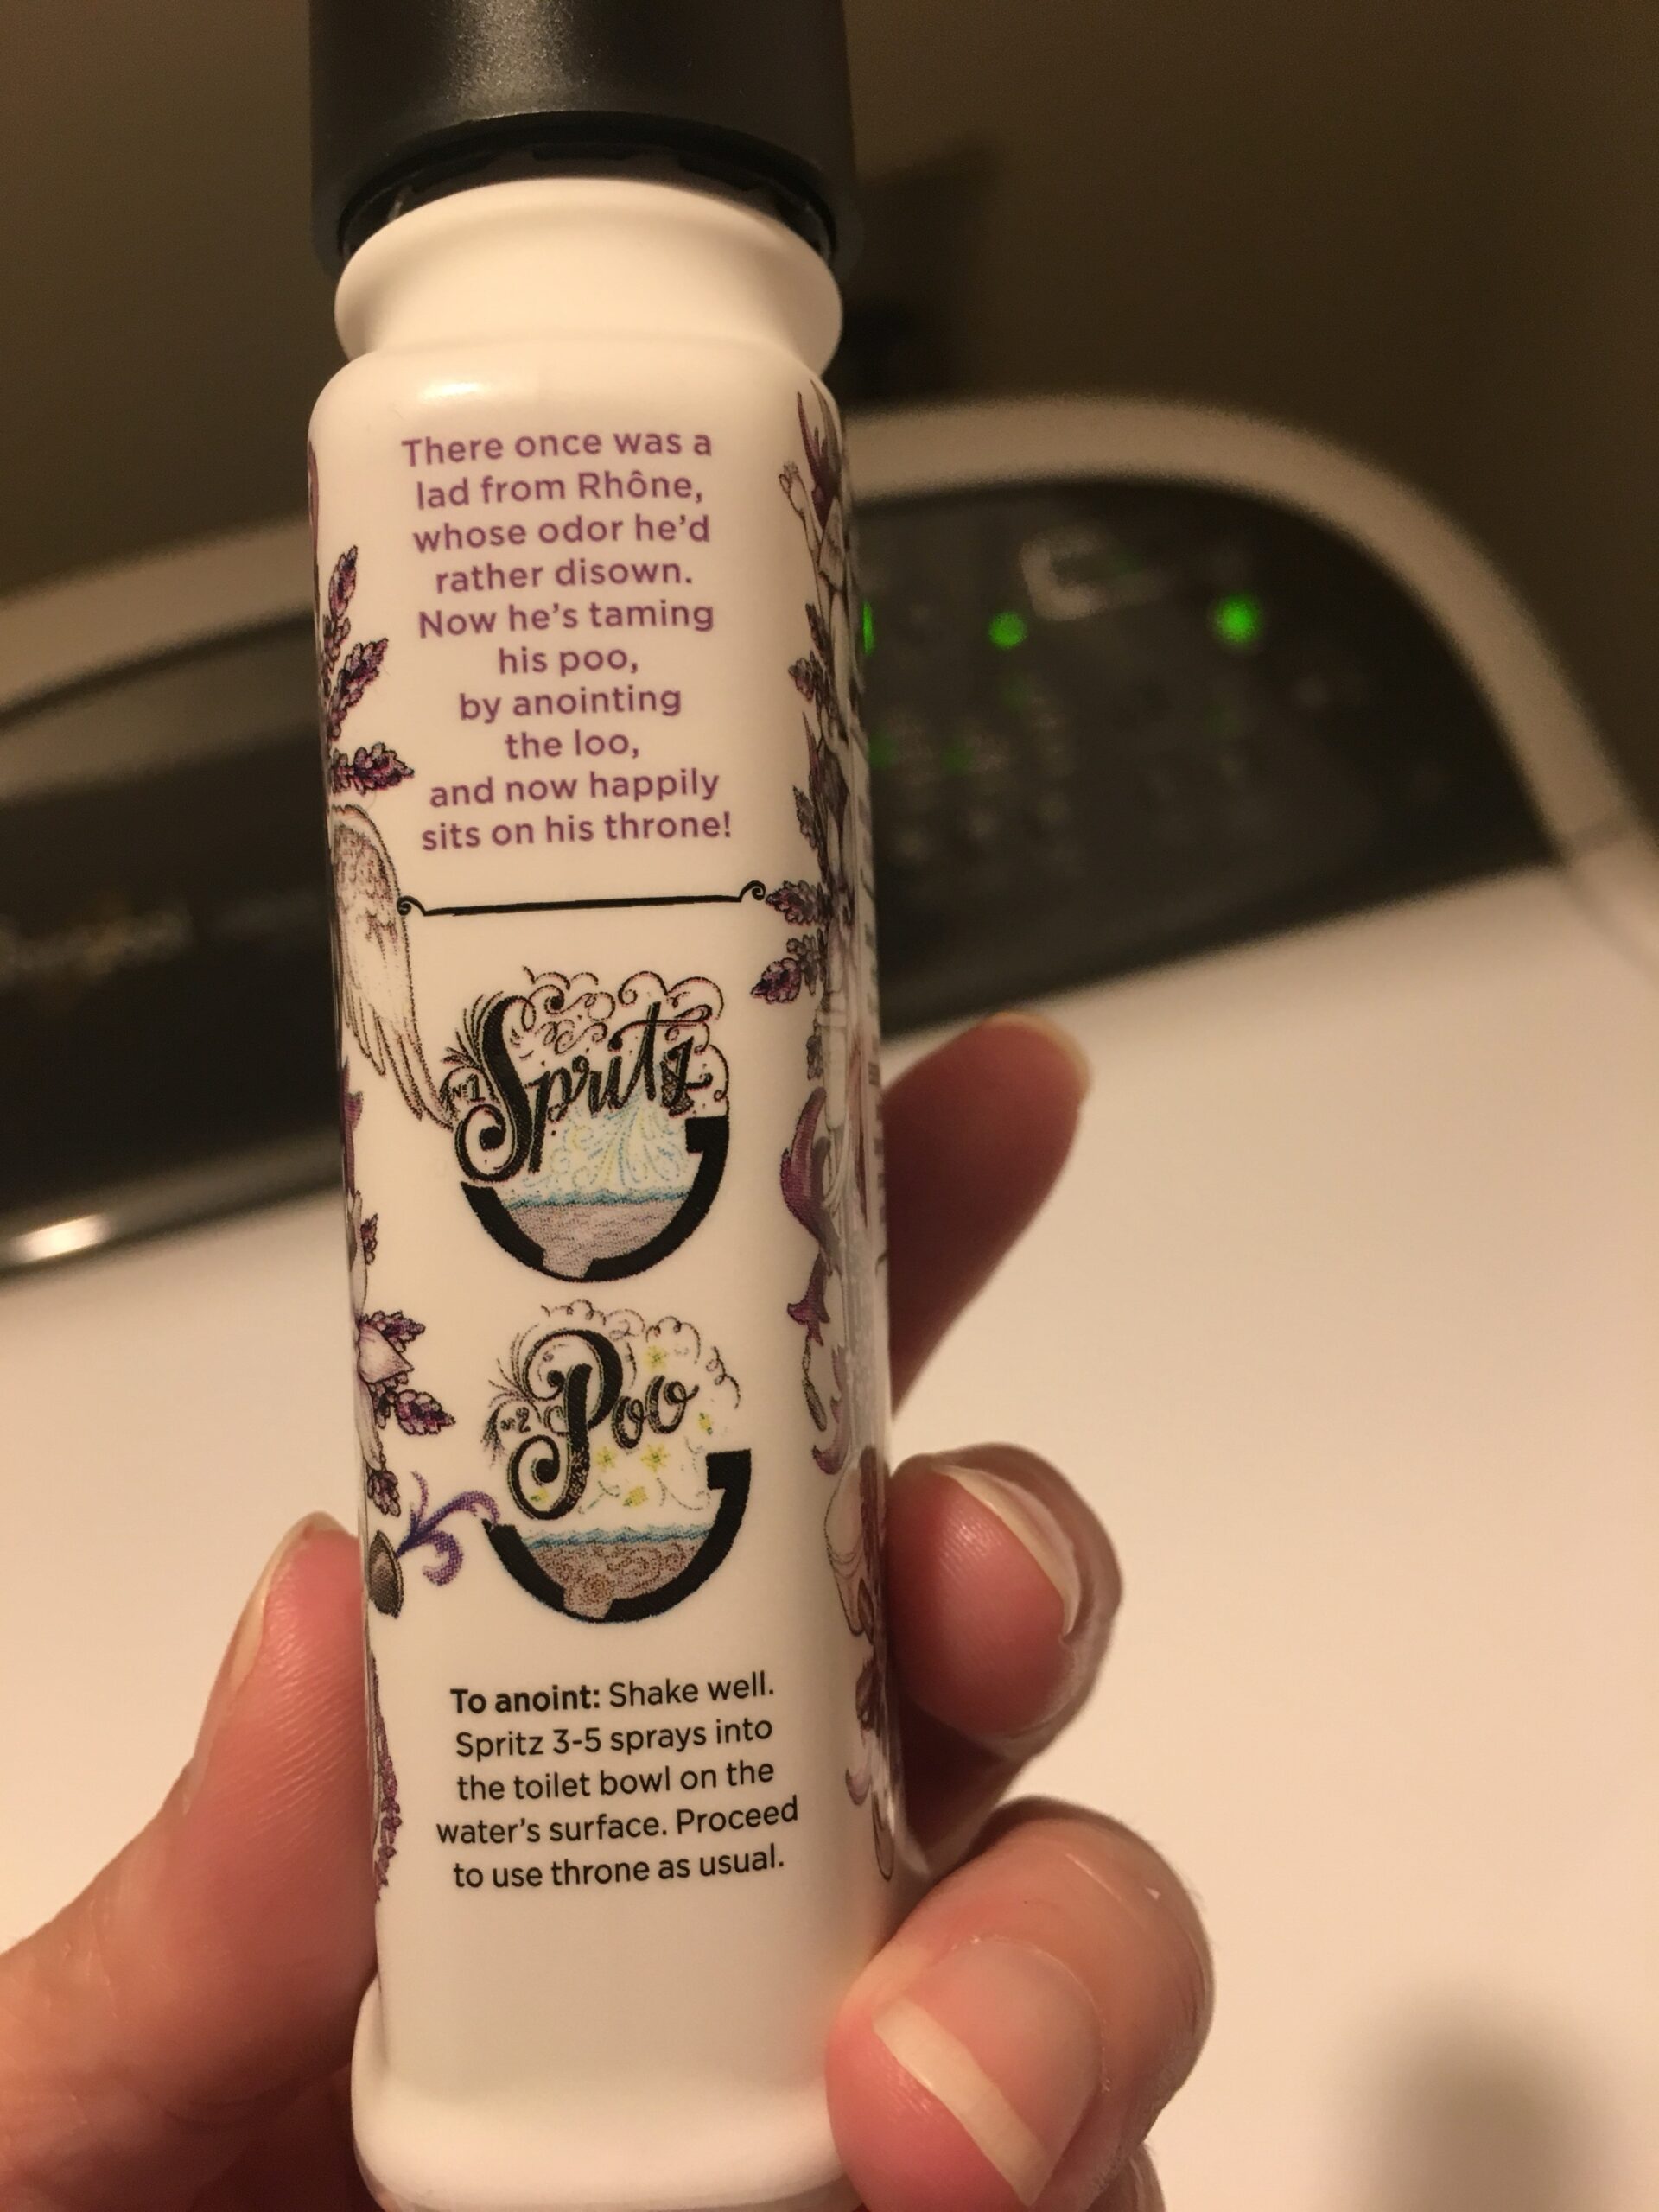 There once was a
lad from Rhône,
whose odor he'd
rather disown.
Now he's taming
his poo,
by anointing
the loo,
and now happily
sits on his throne!
Nº1
Spritz
Nº2
Poo
To anoint: Shake well.
Spritz 3-5 sprays into
the toilet bowl on the
water's surface. Proceed
to use throne as usual.